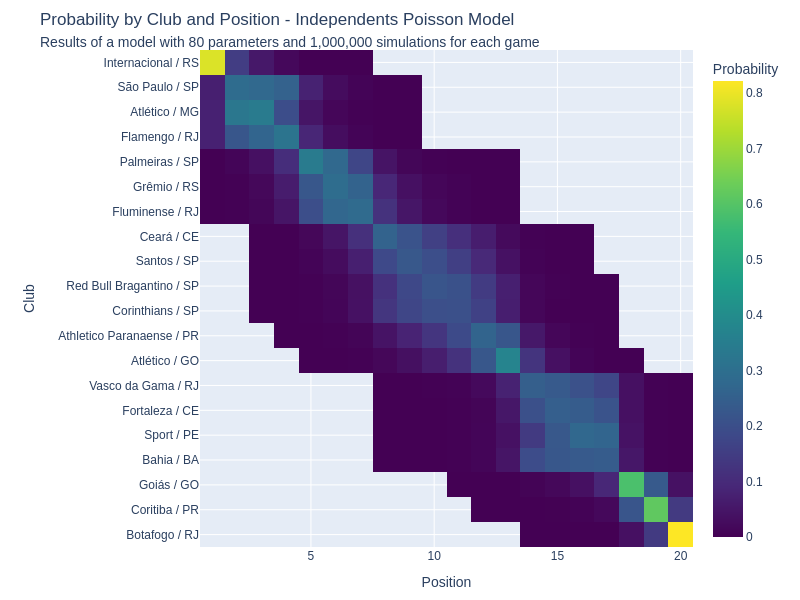 Probability by Club and Position - Independents Poisson Model
Results of a model with 80 parameters and 1,000,000 simulations for each game
Club
Internacional / RS
São Paulo / SP
Atlético / MG
Flamengo / RJ
Palmeiras / SP
Grêmio / RS
Fluminense / RJ
Ceará / CE
Santos / SP
Red Bull Bragantino / SP
Corinthians / SP
Athletico Paranaense / PR
Atlético / GO
Vasco da Gama / RJ
Fortaleza / CE
Sport / PE
Bahia / BA
Goiás / GO
Coritiba / PR
Botafogo / RJ
5 10 15 20
Position
Probability
0.8
0.7
0.6
0.5
0.4
0.3
0.2
0.1
0